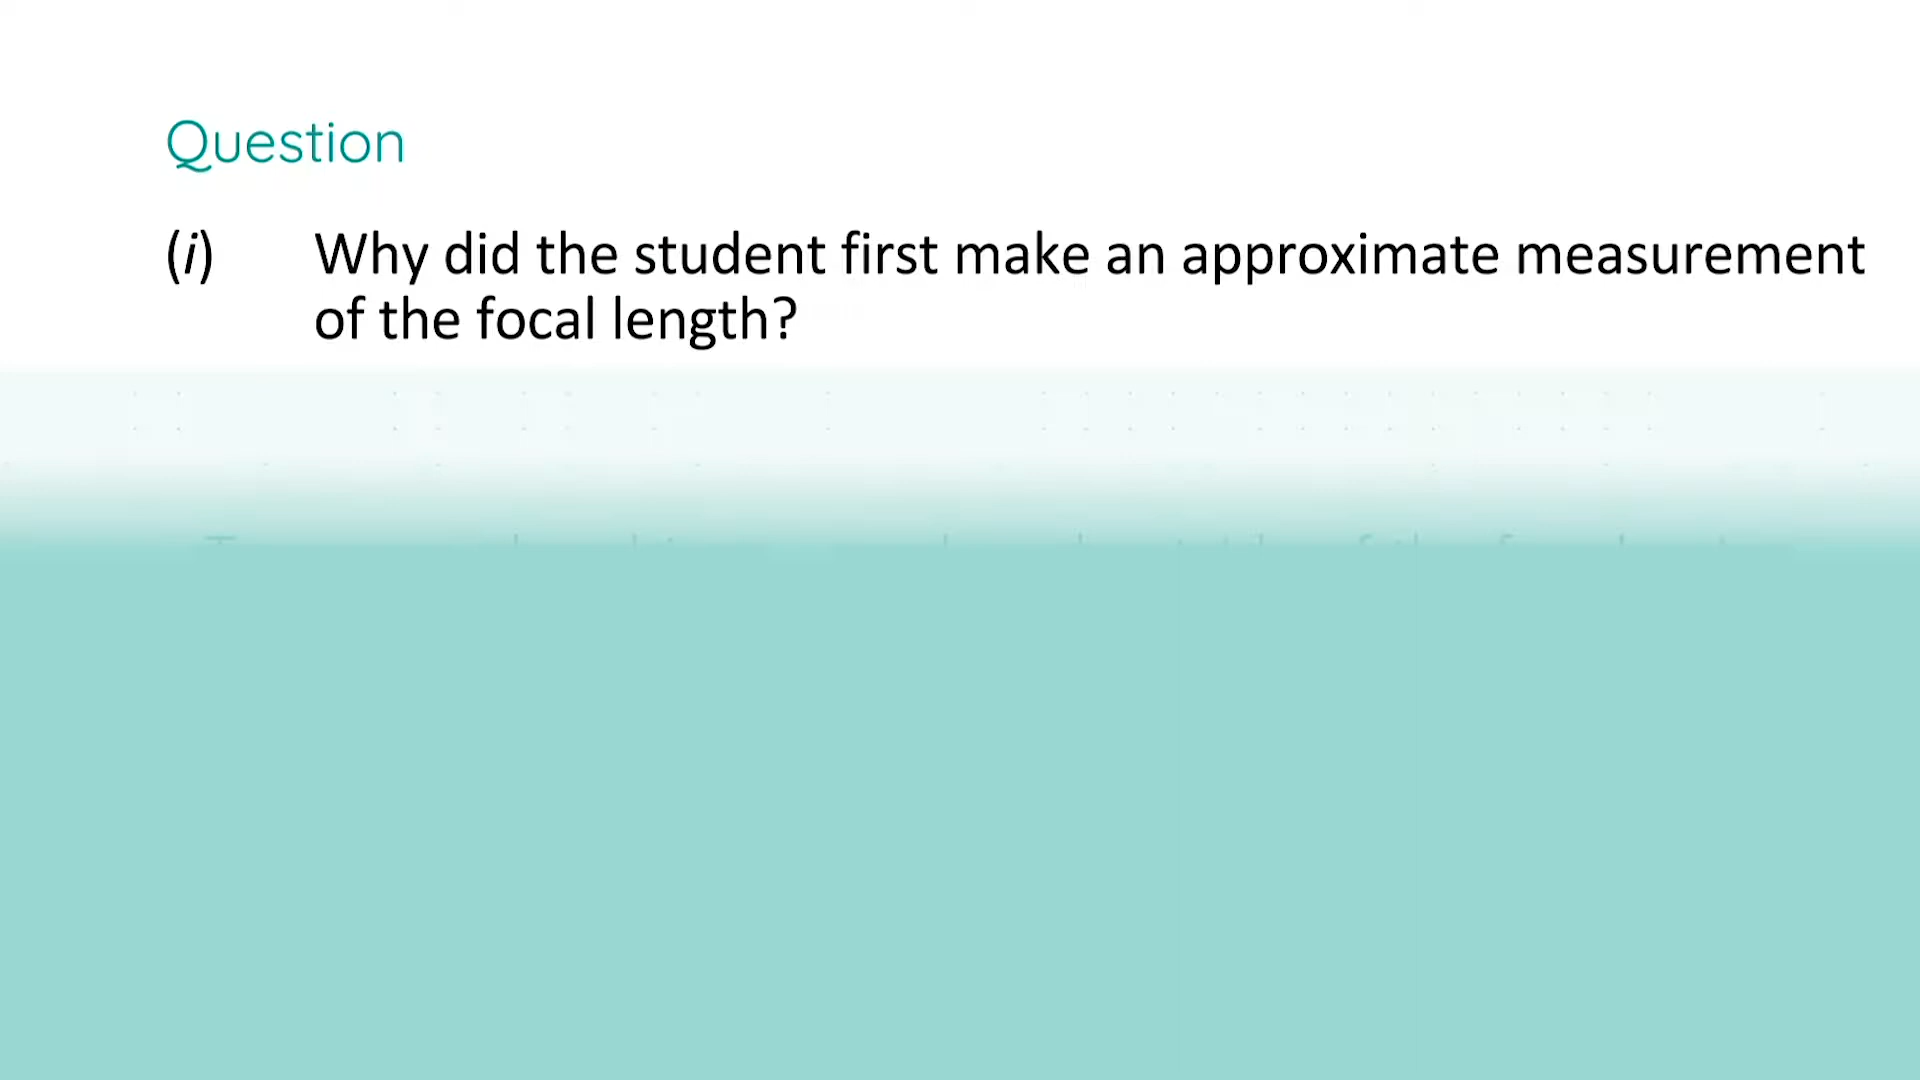 Question
(i) Why did the student first make an approximate measurement
of the focal length?